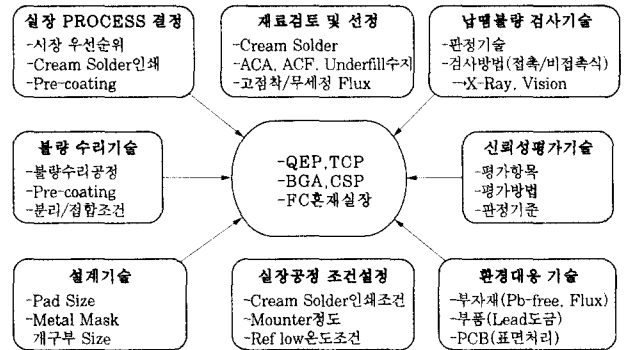 실장 PROCESS 결정
-시장 우선순위
-Cream Solder인쇄
-Pre-coating
재료검토 및 선정
-Cream Solder
-ACA, ACF, Underfill수지
-고점착/무세정 Flux
납땜불량 검사기술
-판정기술
-검사방법(접촉/비접촉식)
→X-Ray, Vision
불량 수리기술
-불량수리공정
-Pre-coating
-분리/접합조건
-QEP,TCP
-BGA,CSP
-FC혼재실장
신뢰성평가기술
-평가항목
-평가방법
-판정기준
설계기술
-Pad Size
-Metal Mask
개구부 Size
실장공정 조건설정
-Cream Solder인쇄조건
-Mounter정도
-Ref low온도조건
환경대응 기술
-부자재(Pb-free, Flux)
-부품(Lead도금)
-PCB(표면처리)